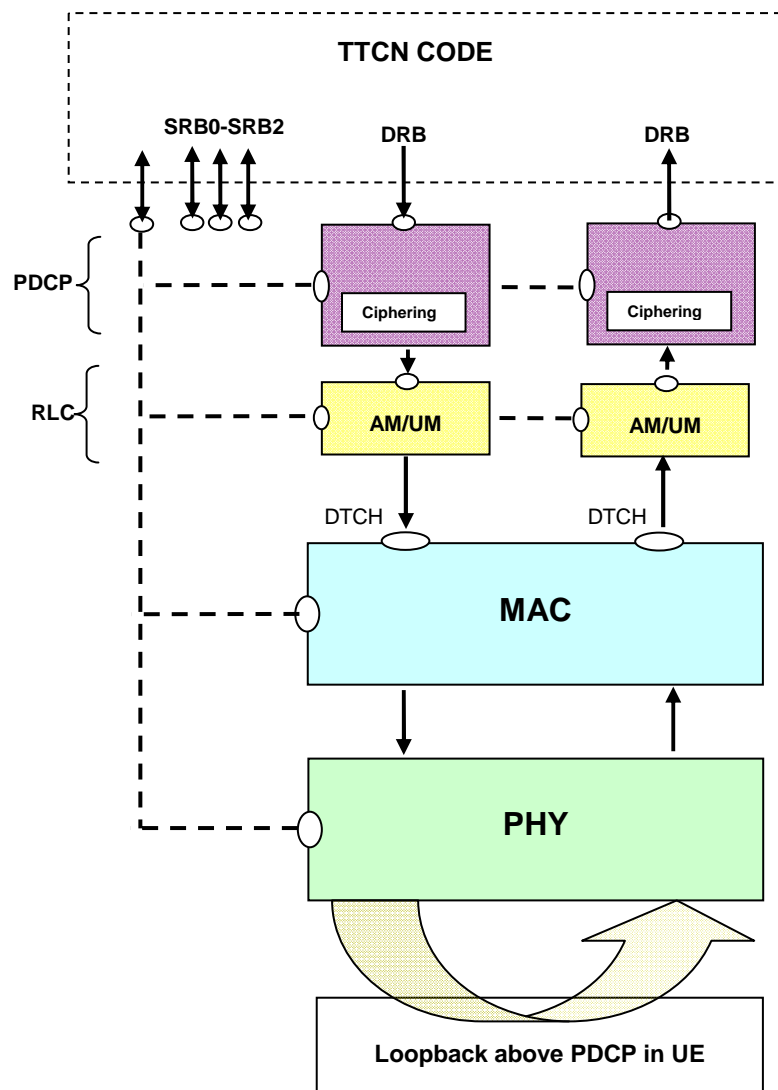 TTCN CODE
SRB0-SRB2
DRB
DRB
PDCP
Ciphering
Ciphering
RLC
AM/UM
AM/UM
DTCH
DTCH
MAC
PHY
Loopback above PDCP in UE